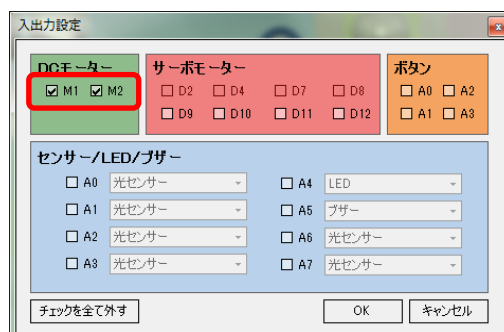 入出力設定
DCモーター
M1 M2
サーボモーター
D2 D4 D7 D8
D9 D10 D11 D12
ボタン
A0 A2
A1 A3
センサー/LED/ブザー
A0 光センサー A4 LED
A1 光センサー A5 ブザー
A2 光センサー A6 光センサー
A3 光センサー A7 光センサー
チェックを全て外す OK キャンセル